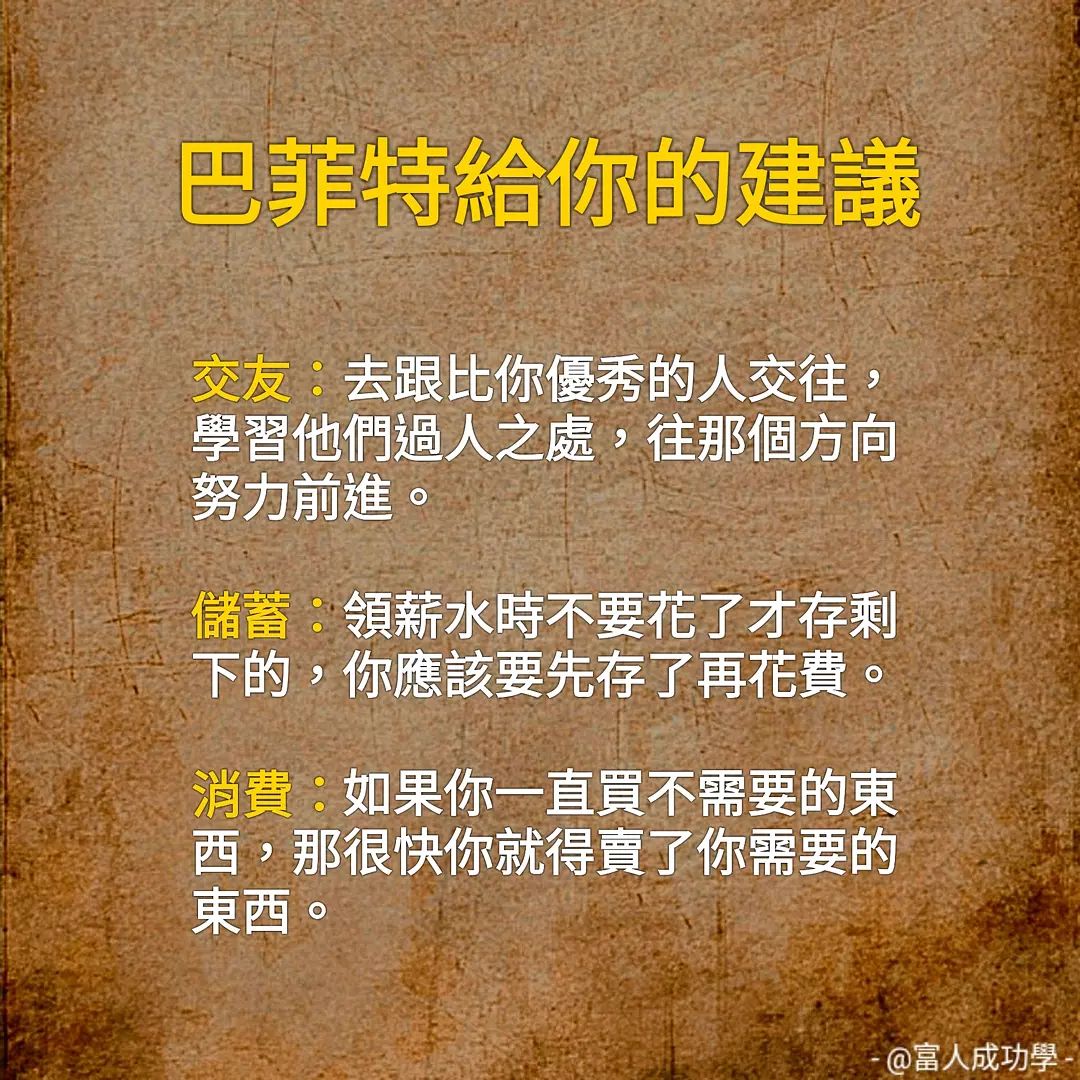 巴菲特給你的建議
交友：去跟比你優秀的人交往，
學習他們過人之處，往那個方向
努力前進。
儲蓄：領薪水時不要花了才存剩
下的，你應該要先存了再花費。
消費：如果你一直買不需要的東
西，那很快你就得賣了你需要的
東西。
- @富人成功學 -